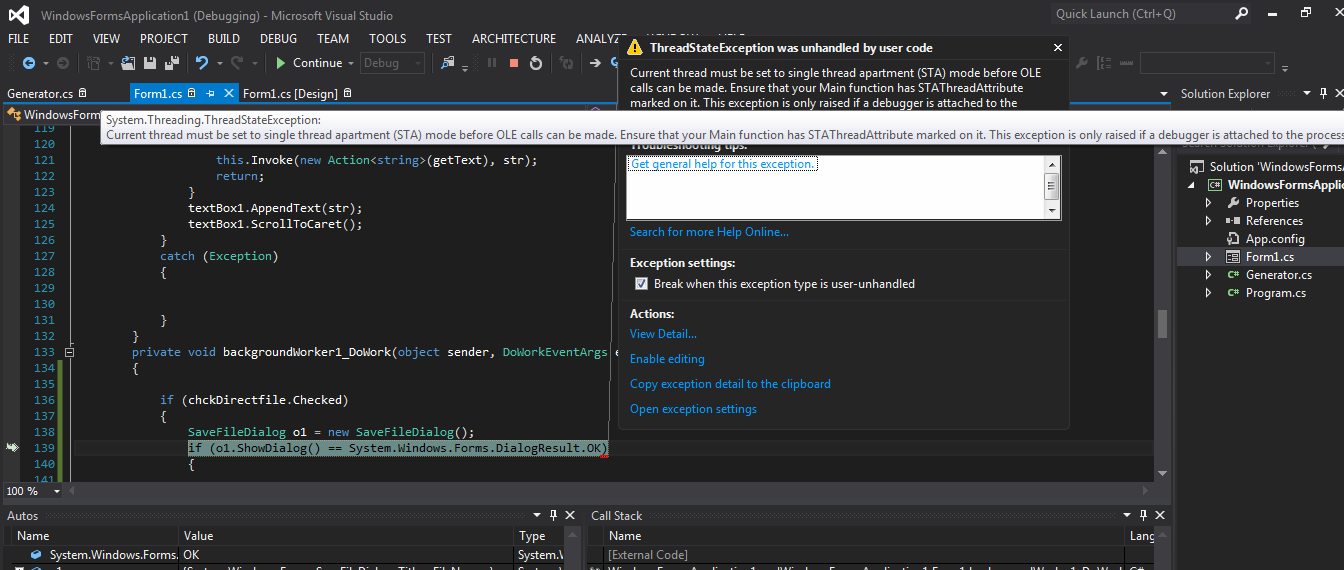 WindowsFormsApplication1 (Debugging) - Microsoft Visual Studio
Quick Launch (Ctrl+Q)
FILE EDIT VIEW PROJECT BUILD DEBUG TEAM TOOLS TEST ARCHITECTURE ANALYZE
Continue Debug
ThreadStateException was unhandled by user code
Current thread must be set to single thread apartment (STA) mode before OLE
calls can be made. Ensure that your Main function has STAThreadAttribute
marked on it. This exception is only raised if a debugger is attached to the
Generator.cs Form1.cs Form1.cs [Design]
Solution Explorer
WindowsForm
System.Threading.ThreadStateException:
Current thread must be set to single thread apartment (STA) mode before OLE calls can be made. Ensure that your Main function has STAThreadAttribute marked on it. This exception is only raised if a debugger is attached to the process
Troubleshooting tips:
Get general help for this exception.
Search for more Help Online...
Exception settings:
Break when this exception type is user-unhandled
Actions:
View Detail...
Enable editing
Copy exception detail to the clipboard
Open exception settings
119
120
121 this.Invoke(new Action<string>(getText), str);
122 return;
123 }
124 textBox1.AppendText(str);
125 textBox1.ScrollToCaret();
126 }
127 catch (Exception)
128 {
129
130
131 }
132 }
133 private void backgroundWorker1_DoWork(object sender, DoWorkEventArgs e
134 {
135
136 if (chckDirectfile.Checked)
137 {
138 SaveFileDialog o1 = new SaveFileDialog();
139 if (o1.ShowDialog() == System.Windows.Forms.DialogResult.OK)
140 {
141
100 %
Search Solution Explorer
Solution 'WindowsFormsA
WindowsFormsApplic
Properties
References
App.config
Form1.cs
Generator.cs
Program.cs
Autos
Name Value Type
System.Windows.Forms. OK System.W
Call Stack
Name Lang
[External Code]